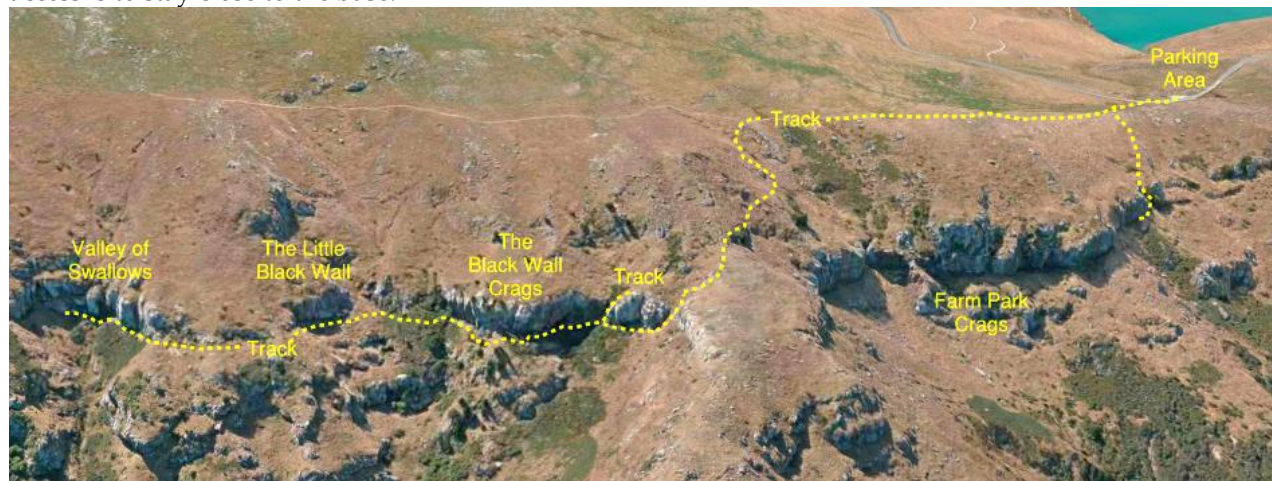 Parking
Area
Track
Valley of
Swallows
The Little
Black Wall
The
Black Wall
Crags
Track
Farm Park
Crags
Track